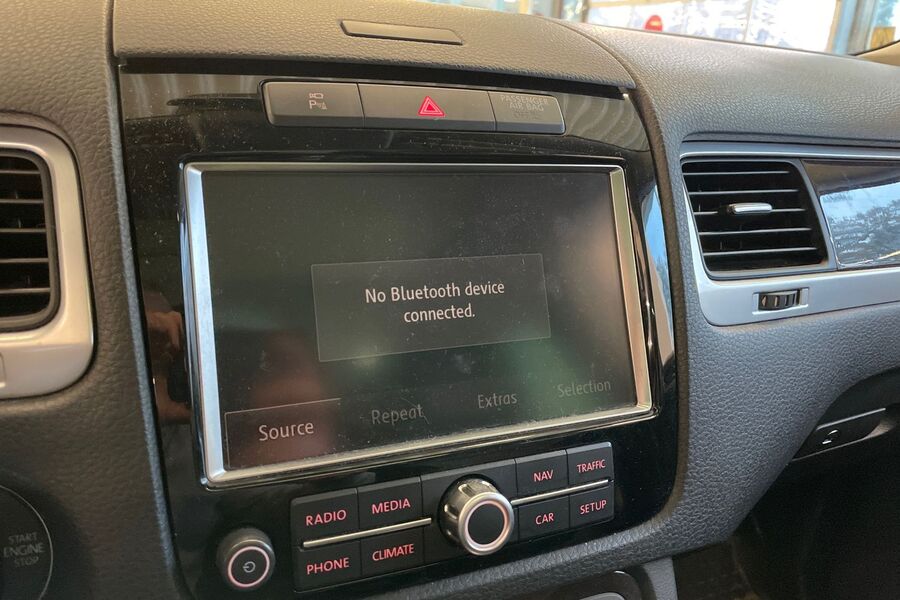 P
PASSENGER
AIR BAG
OFF
No Bluetooth device
connected.
Source
Repeat
Extras
Selection
RADIO
MEDIA
NAV
TRAFFIC
PHONE
CLIMATE
CAR
SETUP
START
ENGINE
STOP